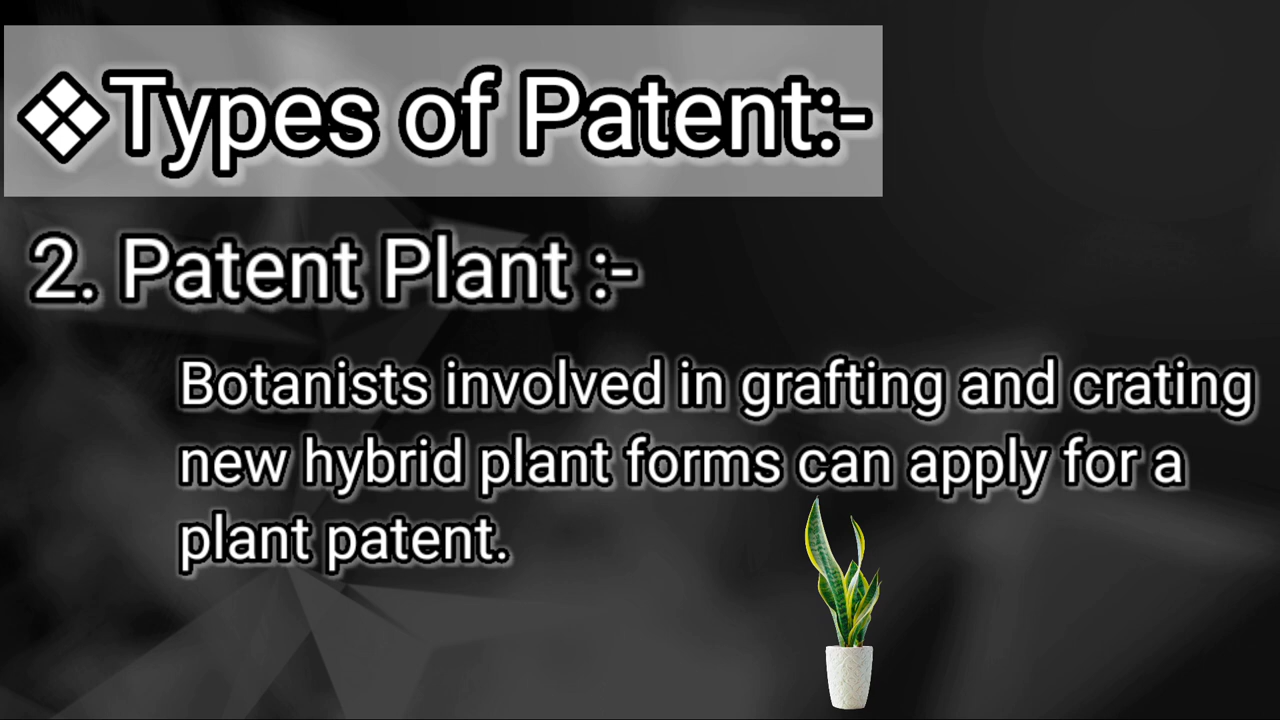 ❖Types of Patent:-
2. Patent Plant :-
Botanists involved in grafting and crating
new hybrid plant forms can apply for a
plant patent.